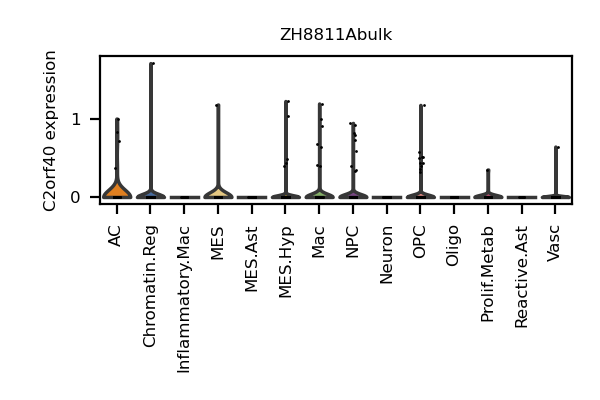 ZH8811Abulk
C2orf40 expression
1
0
AC
Chromatin.Reg
Inflammatory.Mac
MES
MES.Ast
MES.Hyp
Mac
NPC
Neuron
OPC
Oligo
Prolif.Metab
Reactive.Ast
Vasc